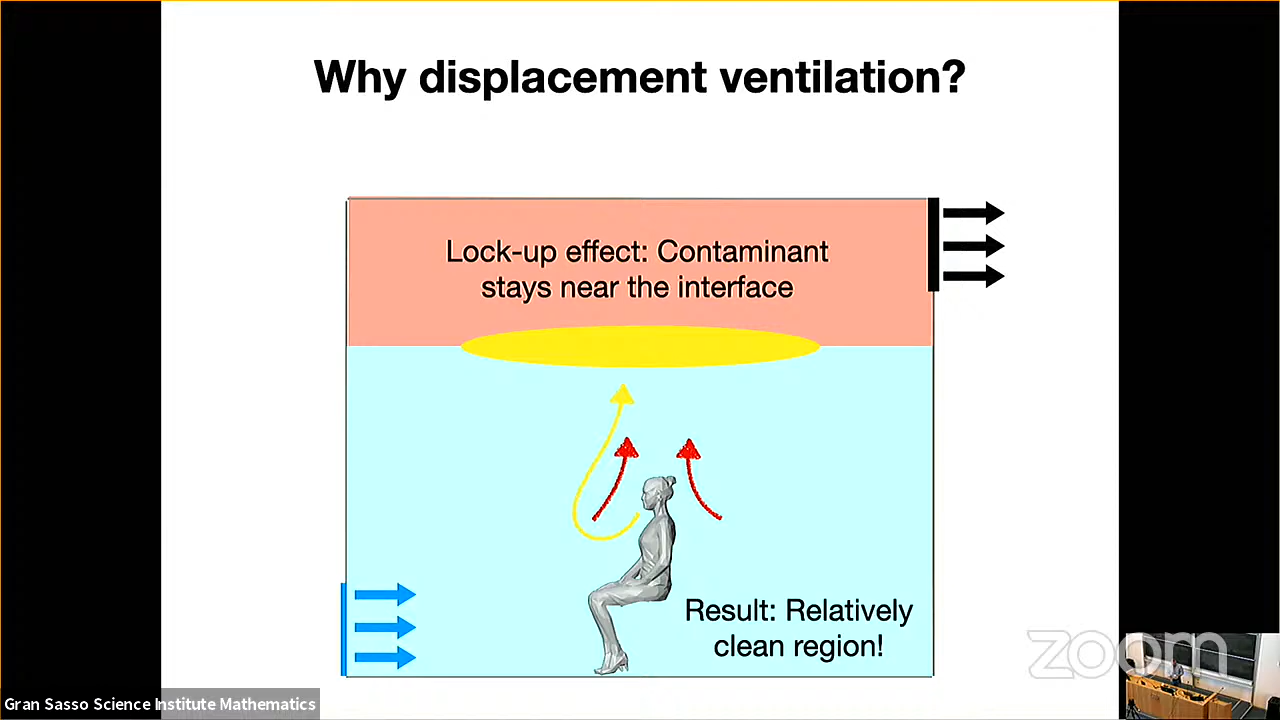 Why displacement ventilation?
Lock-up effect: Contaminant
stays near the interface
Result: Relatively
clean region!
zoom
Gran Sasso Science Institute Mathematics